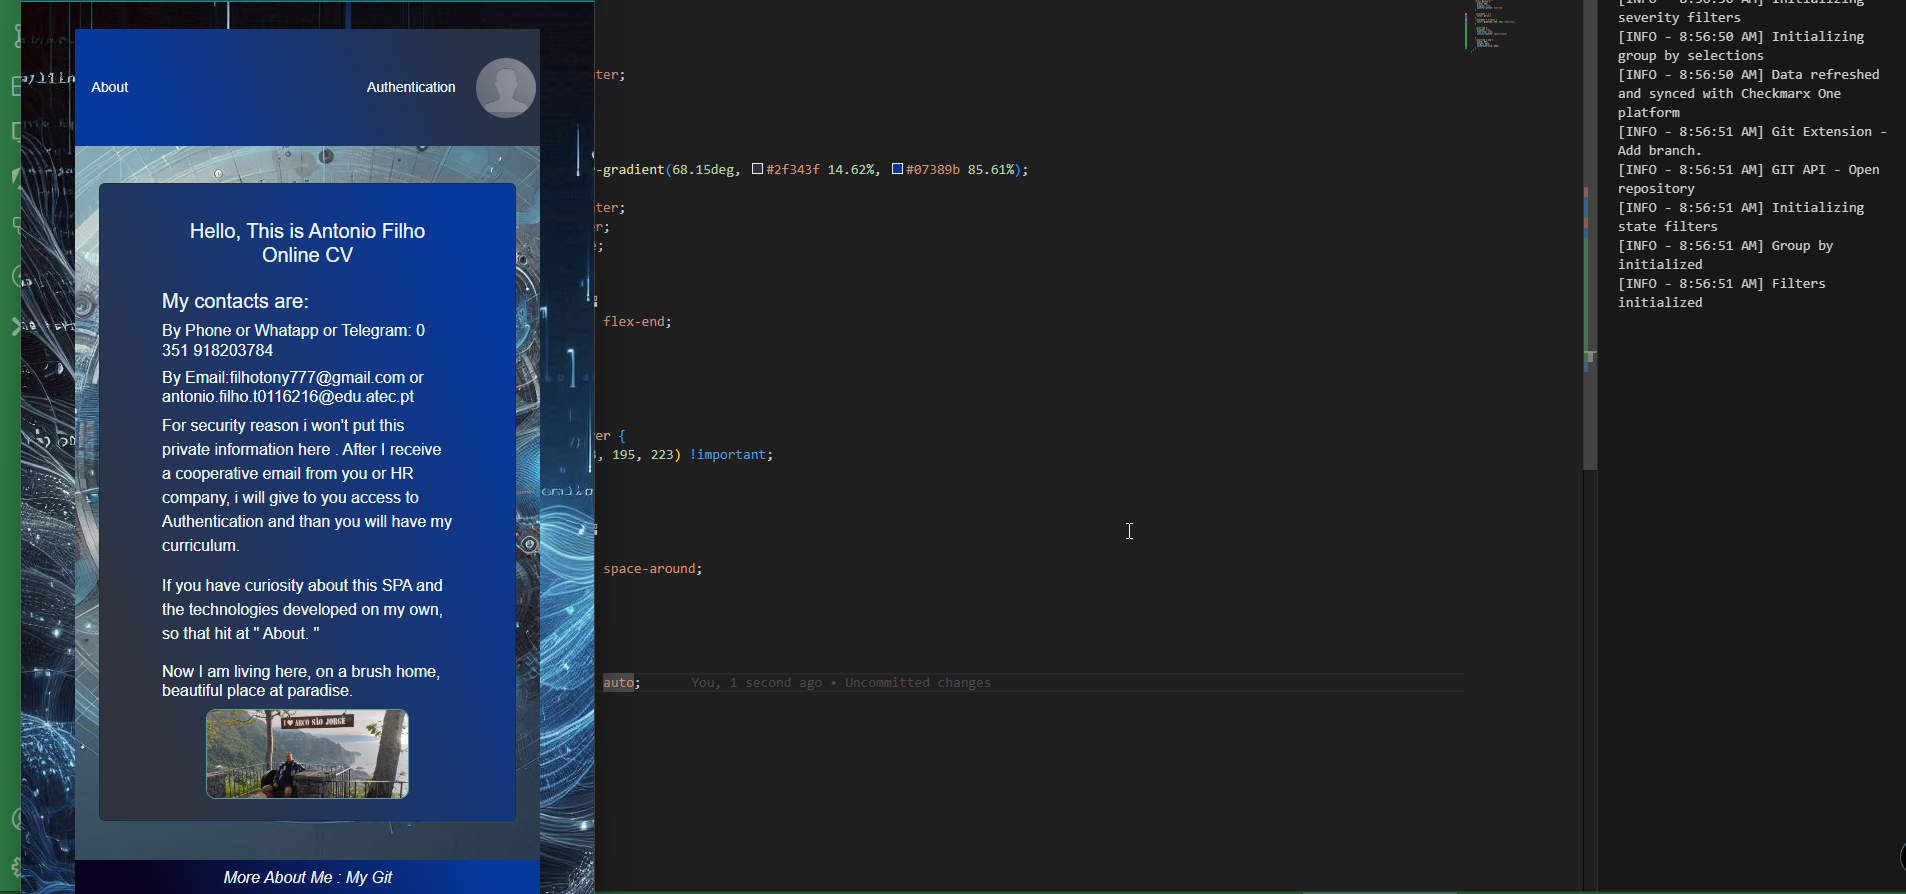 About
Authentication
Hello, This is Antonio Filho
Online CV
My contacts are:
By Phone or Whatapp or Telegram: 0
351 918203784
By Email:filhotony777@gmail.com or
antonio.filho.t0116216@edu.atec.pt
For security reason i won't put this
private information here . After I receive
a cooperative email from you or HR
company, i will give to you access to
Authentication and than you will have my
curriculum.
If you have curiosity about this SPA and
the technologies developed on my own,
so that hit at " About. "
Now I am living here, on a brush home,
beautiful place at paradise.
I ♥ ARCO SÃO JORGE
More About Me : My Git
ter;
-gradient(68.15deg, #2f343f 14.62%, #07389b 85.61%);
ter;
r;
;
flex-end;
er {
, 195, 223) !important;
space-around;
auto; You, 1 second ago • Uncommitted changes
[INFO - 8:56:50 AM] Initializing
severity filters
[INFO - 8:56:50 AM] Initializing
group by selections
[INFO - 8:56:50 AM] Data refreshed
and synced with Checkmarx One
platform
[INFO - 8:56:51 AM] Git Extension -
Add branch.
[INFO - 8:56:51 AM] GIT API - Open
repository
[INFO - 8:56:51 AM] Initializing
state filters
[INFO - 8:56:51 AM] Group by
initialized
[INFO - 8:56:51 AM] Filters
initialized